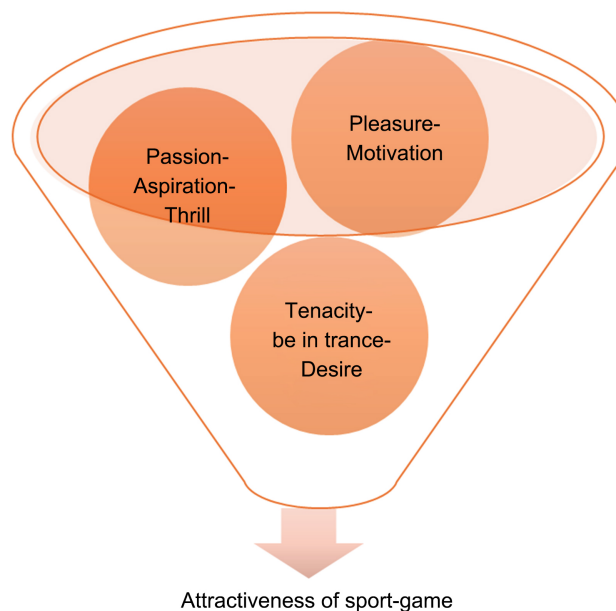 Pleasure-
Motivation
Passion-
Aspiration-
Thrill
Tenacity-
be in trance-
Desire
Attractiveness of sport-game